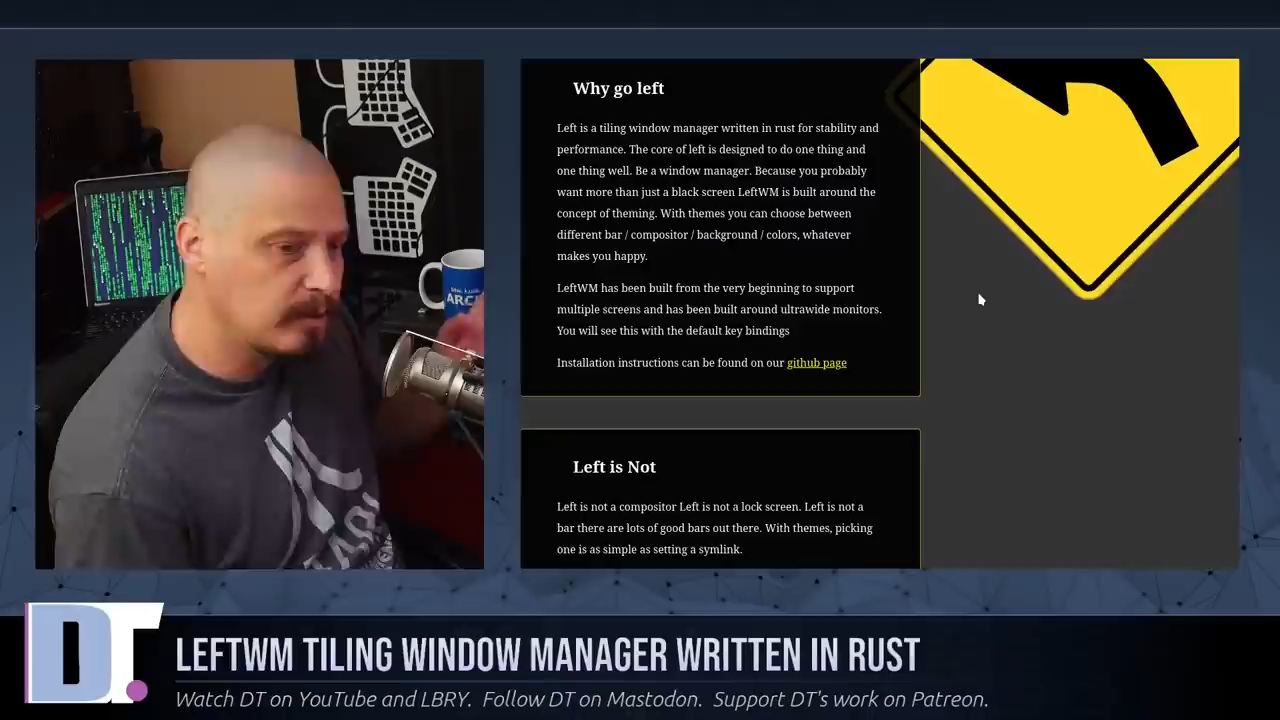 Why go left
Left is a tiling window manager written in rust for stability and
performance. The core of left is designed to do one thing and
one thing well. Be a window manager. Because you probably
want more than just a black screen LeftWM is built around the
concept of theming. With themes you can choose between
different bar / compositor / background / colors, whatever
makes you happy.
LeftWM has been built from the very beginning to support
multiple screens and has been built around ultrawide monitors.
You will see this with the default key bindings
Installation instructions can be found on our github page
Left is Not
Left is not a compositor Left is not a lock screen. Left is not a
bar there are lots of good bars out there. With themes, picking
one is as simple as setting a symlink.
ARC
ATARI
DT.
LEFTWM TILING WINDOW MANAGER WRITTEN IN RUST
Watch DT on YouTube and LBRY. Follow DT on Mastodon. Support DT's work on Patreon.